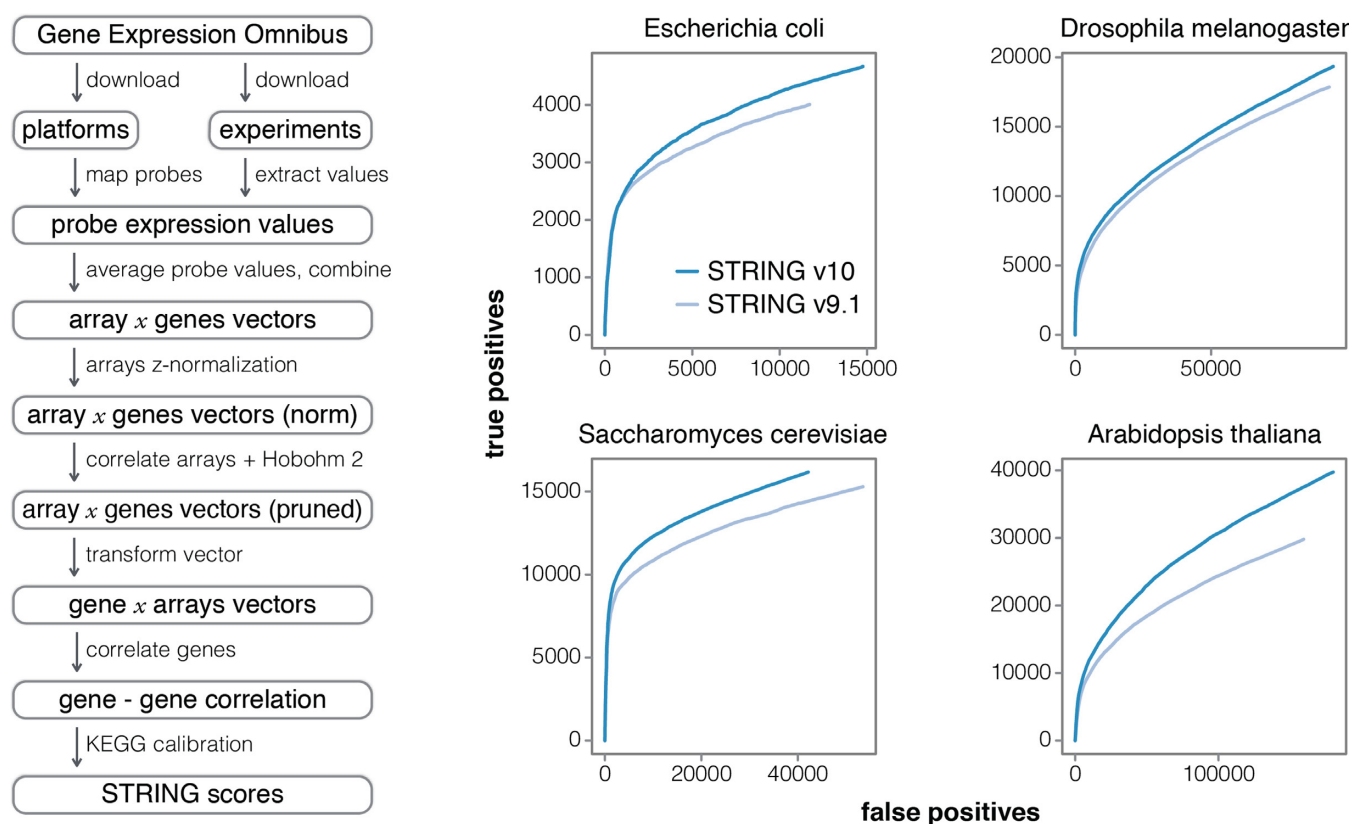 Gene Expression Omnibus
download
download
platforms
experiments
map probes
extract values
probe expression values
average probe values, combine
array x genes vectors
arrays z-normalization
array x genes vectors (norm)
correlate arrays + Hobohm 2
array x genes vectors (pruned)
transform vector
gene x arrays vectors
correlate genes
gene - gene correlation
KEGG calibration
STRING scores
true positives
Escherichia coli
4000
3000
2000
1000
0
STRING v10
STRING v9.1
0
5000
10000
15000
Drosophila melanogaster
20000
15000
10000
5000
0
0
50000
Saccharomyces cerevisiae
15000
10000
5000
0
0
20000
40000
Arabidopsis thaliana
40000
30000
20000
10000
0
0
100000
false positives